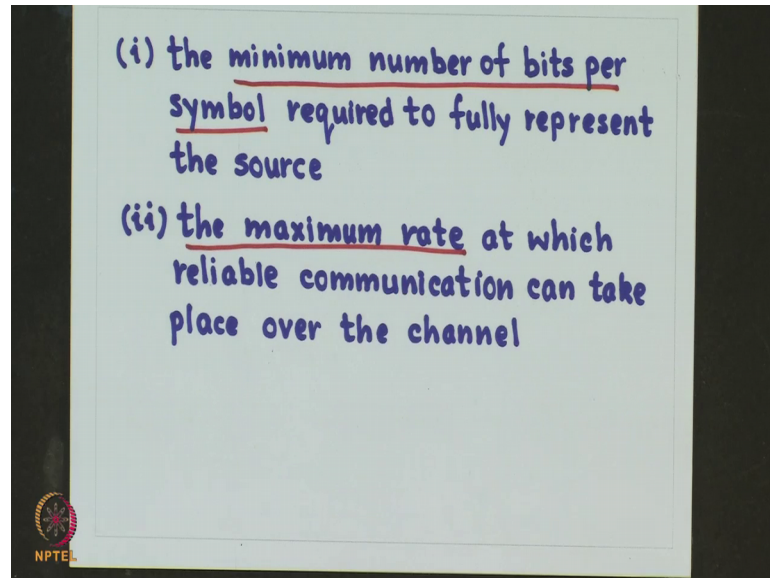 (i) the minimum number of bits per
symbol required to fully represent
the source
(ii) the maximum rate at which
reliable communication can take
place over the channel
NPTEL